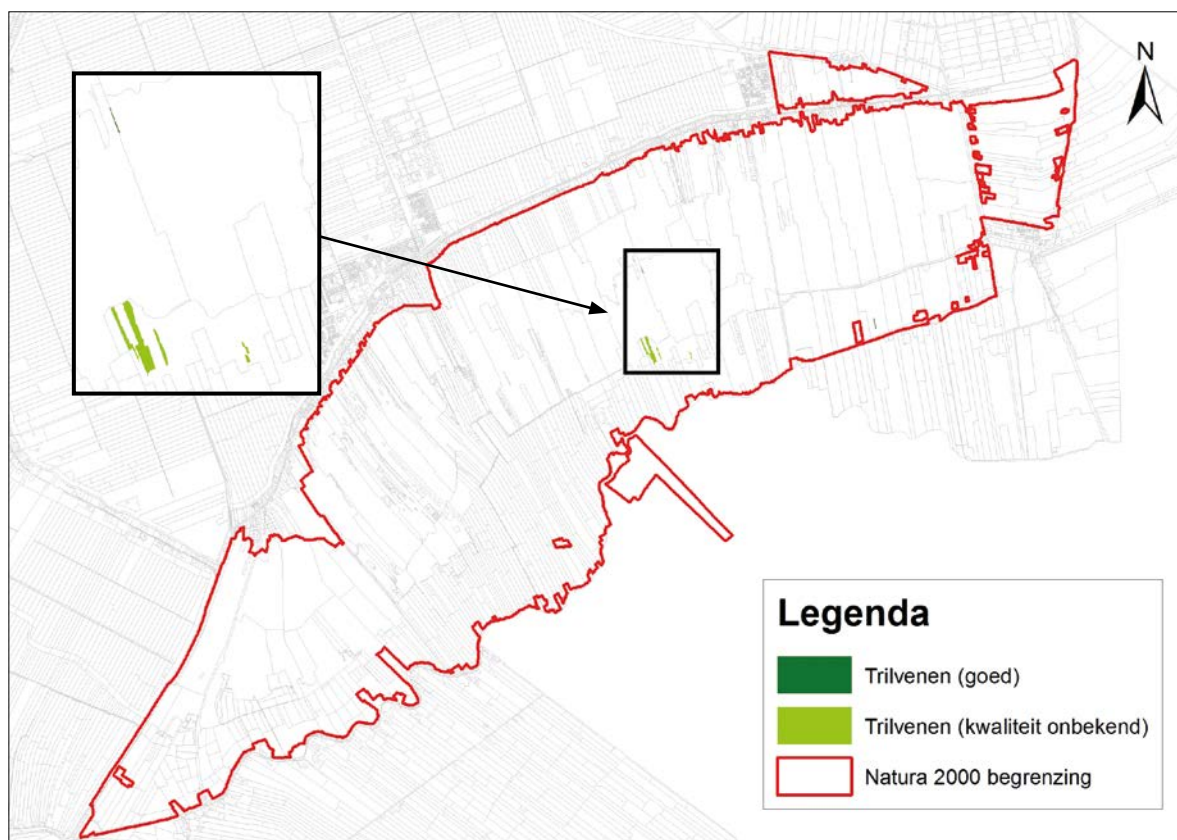 N
Legenda
Trilvenen (goed)
Trilvenen (kwaliteit onbekend)
Natura 2000 begrenzing